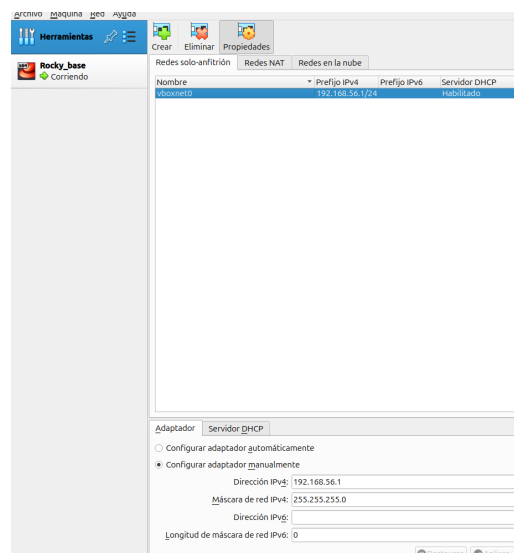 Archivo Máquina Red Ayuda
Herramientas
Crear Eliminar Propiedades
Rocky_base
Corriendo
Redes solo-anfitrión Redes NAT Redes en la nube
Nombre Prefijo IPv4 Prefijo IPv6 Servidor DHCP
vboxnet0 192.168.56.1/24 Habilitado
Adaptador Servidor DHCP
Configurar adaptador automáticamente
Configurar adaptador manualmente
Dirección IPv4: 192.168.56.1
Máscara de red IPv4: 255.255.255.0
Dirección IPv6:
Longitud de máscara de red IPv6: 0